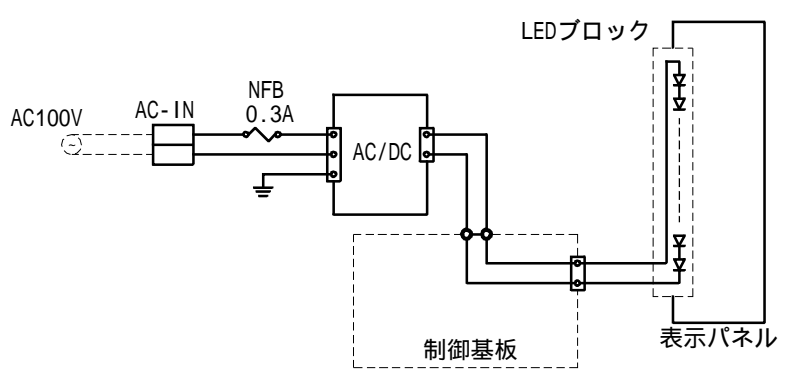 LEDブロック
NFB
0.3A
AC-IN
AC100V
~
AC/DC
表示パネル
制御基板